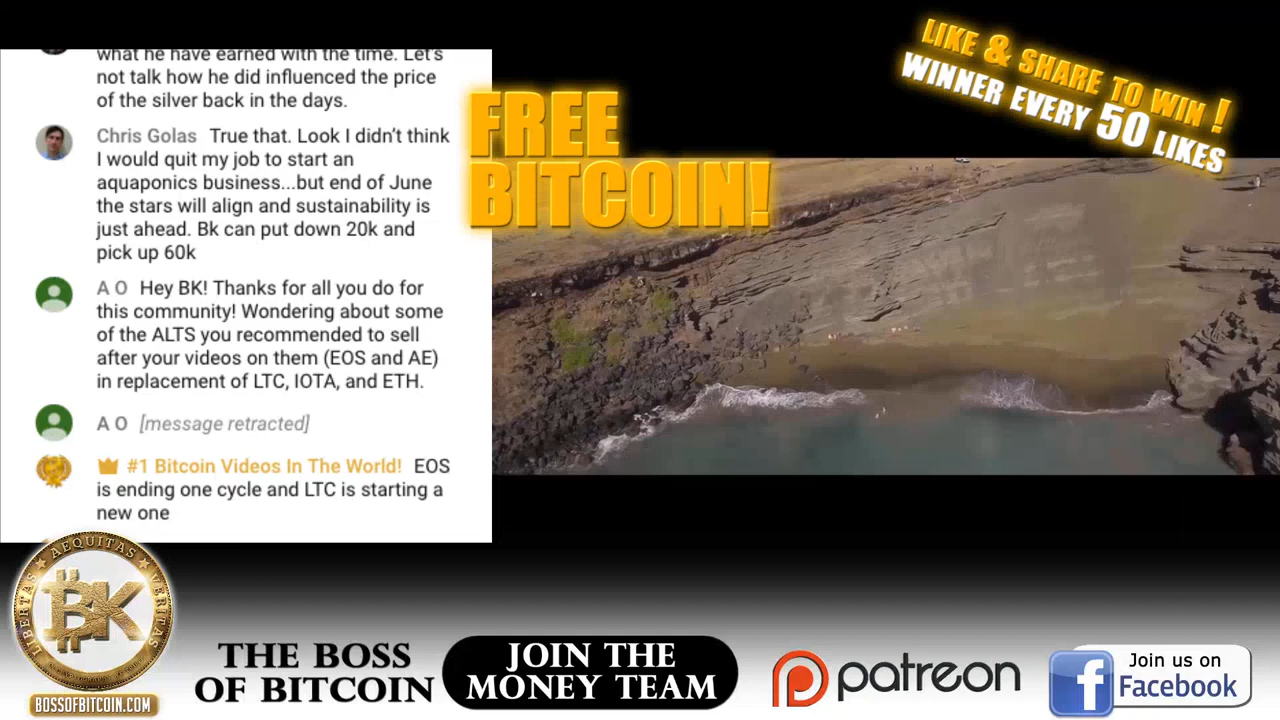 what he have earned with the time. Let's
not talk how he did influenced the price
of the silver back in the days.
Chris Golas True that. Look I didn't think
I would quit my job to start an
aquaponics business...but end of June
the stars will align and sustainability is
just ahead. Bk can put down 20k and
pick up 60k
A O Hey BK! Thanks for all you do for
this community! Wondering about some
of the ALTS you recommended to sell
after your videos on them (EOS and AE)
in replacement of LTC, IOTA, and ETH.
A O [message retracted]
#1 Bitcoin Videos In The World! EOS
is ending one cycle and LTC is starting a
new one
FREE
BITCOIN!
LIKE & SHARE TO WIN !
WINNER EVERY 50 LIKES
LIBERTAS ★ AEQUITAS ★ VERITAS
BK
BOSSOFBITCOIN.COM
THE BOSS
OF BITCOIN
JOIN THE
MONEY TEAM
patreon
f
Join us on
Facebook